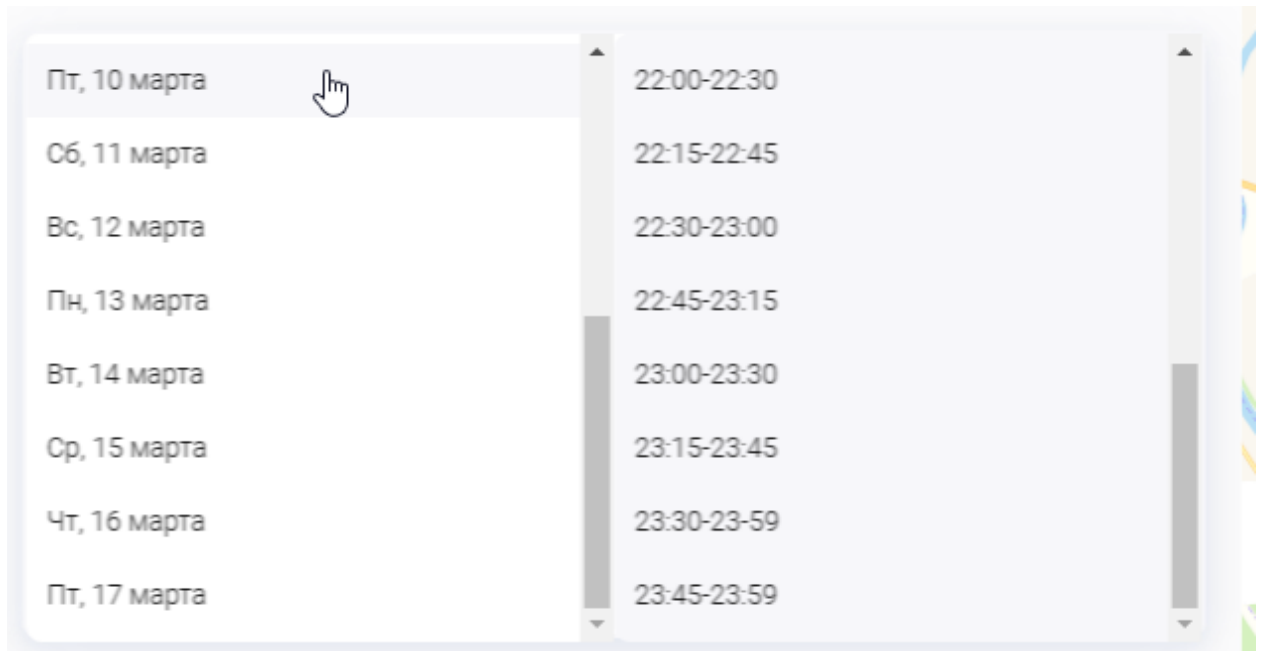 Пт, 10 марта
Сб, 11 марта
Вс, 12 марта
Пн, 13 марта
Вт, 14 марта
Ср, 15 марта
Чт, 16 марта
Пт, 17 марта
22:00-22:30
22:15-22:45
22:30-23:00
22:45-23:15
23:00-23:30
23:15-23:45
23:30-23-59
23:45-23:59